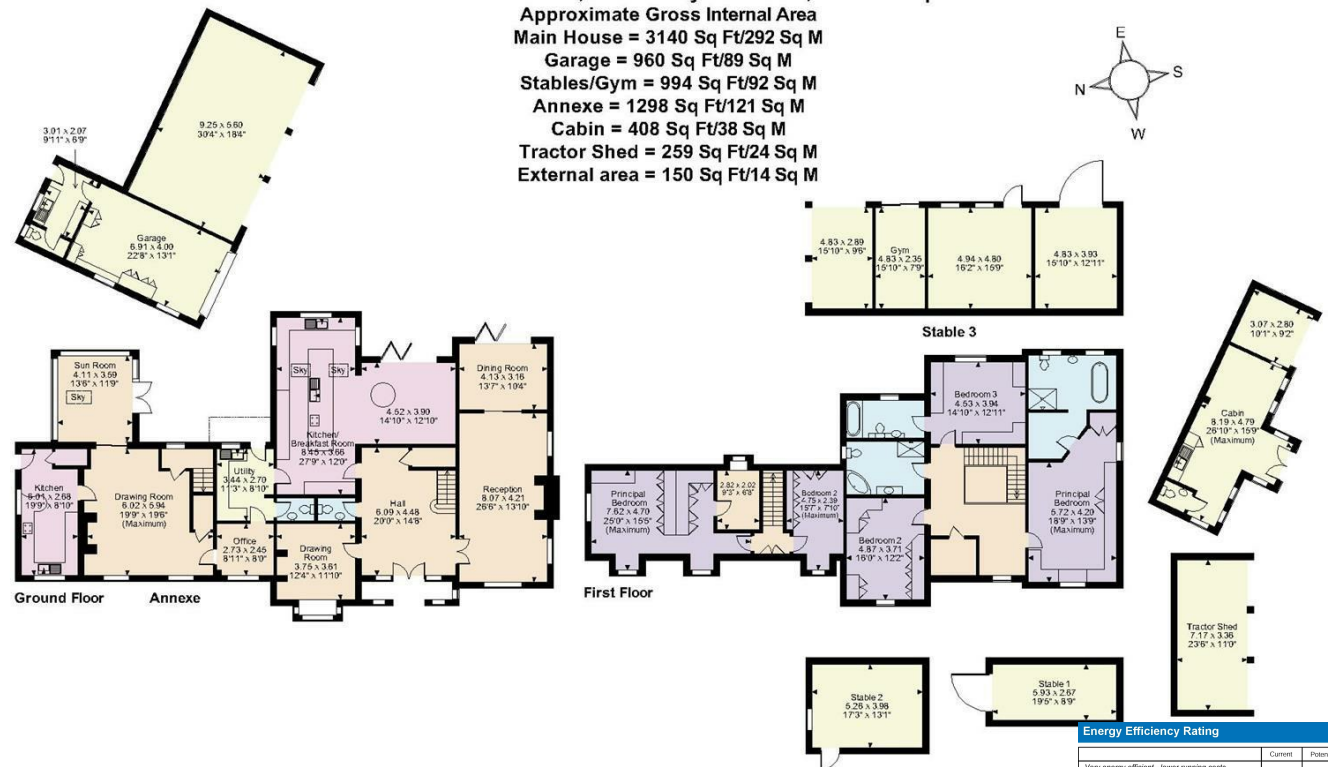 Approximate Gross Internal Area
Main House = 3140 Sq Ft/292 Sq M
Garage = 960 Sq Ft/89 Sq M
Stables/Gym = 994 Sq Ft/92 Sq M
Annexe = 1298 Sq Ft/121 Sq M
Cabin = 408 Sq Ft/38 Sq M
Tractor Shed = 259 Sq Ft/24 Sq M
External area = 150 Sq Ft/14 Sq M
E
S
N
W
9.25 x 5.60
30'4" x 18'4"
3.01 x 2.07
9'11" x 6'9"
Garage
6.91 x 4.00
22'8" x 13'1"
4.83 x 2.89
15'10" x 9'6"
Gym
4.83 x 2.35
15'10" x 7'9"
4.94 x 4.80
16'2" x 15'9"
4.83 x 3.93
15'10" x 12'11"
Stable 3
3.07 x 2.80
10'1" x 9'2"
Cabin
8.19 x 4.79
26'10" x 15'9"
(Maximum)
Sun Room
4.11 x 3.59
13'6" x 11'9"
Sky
Sky
Sky
Dining Room
4.13 x 3.16
13'7" x 10'4"
4.52 x 3.90
14'10" x 12'10"
Kitchen/
Breakfast Room
8.45 x 3.66
27'9" x 12'0"
Utility
3.44 x 2.70
11'3" x 8'10"
Kitchen
6.01 x 2.68
19'9" x 8'10"
Drawing Room
6.02 x 5.94
19'9" x 19'6"
(Maximum)
Office
2.73 x 2.45
8'11" x 8'0"
Drawing
Room
3.75 x 3.61
12'4" x 11'10"
Hall
6.09 x 4.48
20'0" x 14'8"
Reception
8.07 x 4.21
26'6" x 13'10"
Ground Floor
Annexe
Bedroom 3
4.53 x 3.94
14'10" x 12'11"
Principal
Bedroom
7.62 x 4.70
25'0" x 15'5"
(Maximum)
2.82 x 2.02
9'3" x 6'8"
Bedroom 2
4.75 x 2.39
15'7" x 7'10"
(Maximum)
Bedroom 2
4.87 x 3.71
16'0" x 12'2"
Principal
Bedroom
5.72 x 4.20
18'9" x 13'9"
(Maximum)
First Floor
Tractor Shed
7.17 x 3.36
23'6" x 11'0"
Stable 2
5.26 x 3.98
17'3" x 13'1"
Stable 1
5.93 x 2.67
19'5" x 8'9"
Energy Efficiency Rating
Current Poten